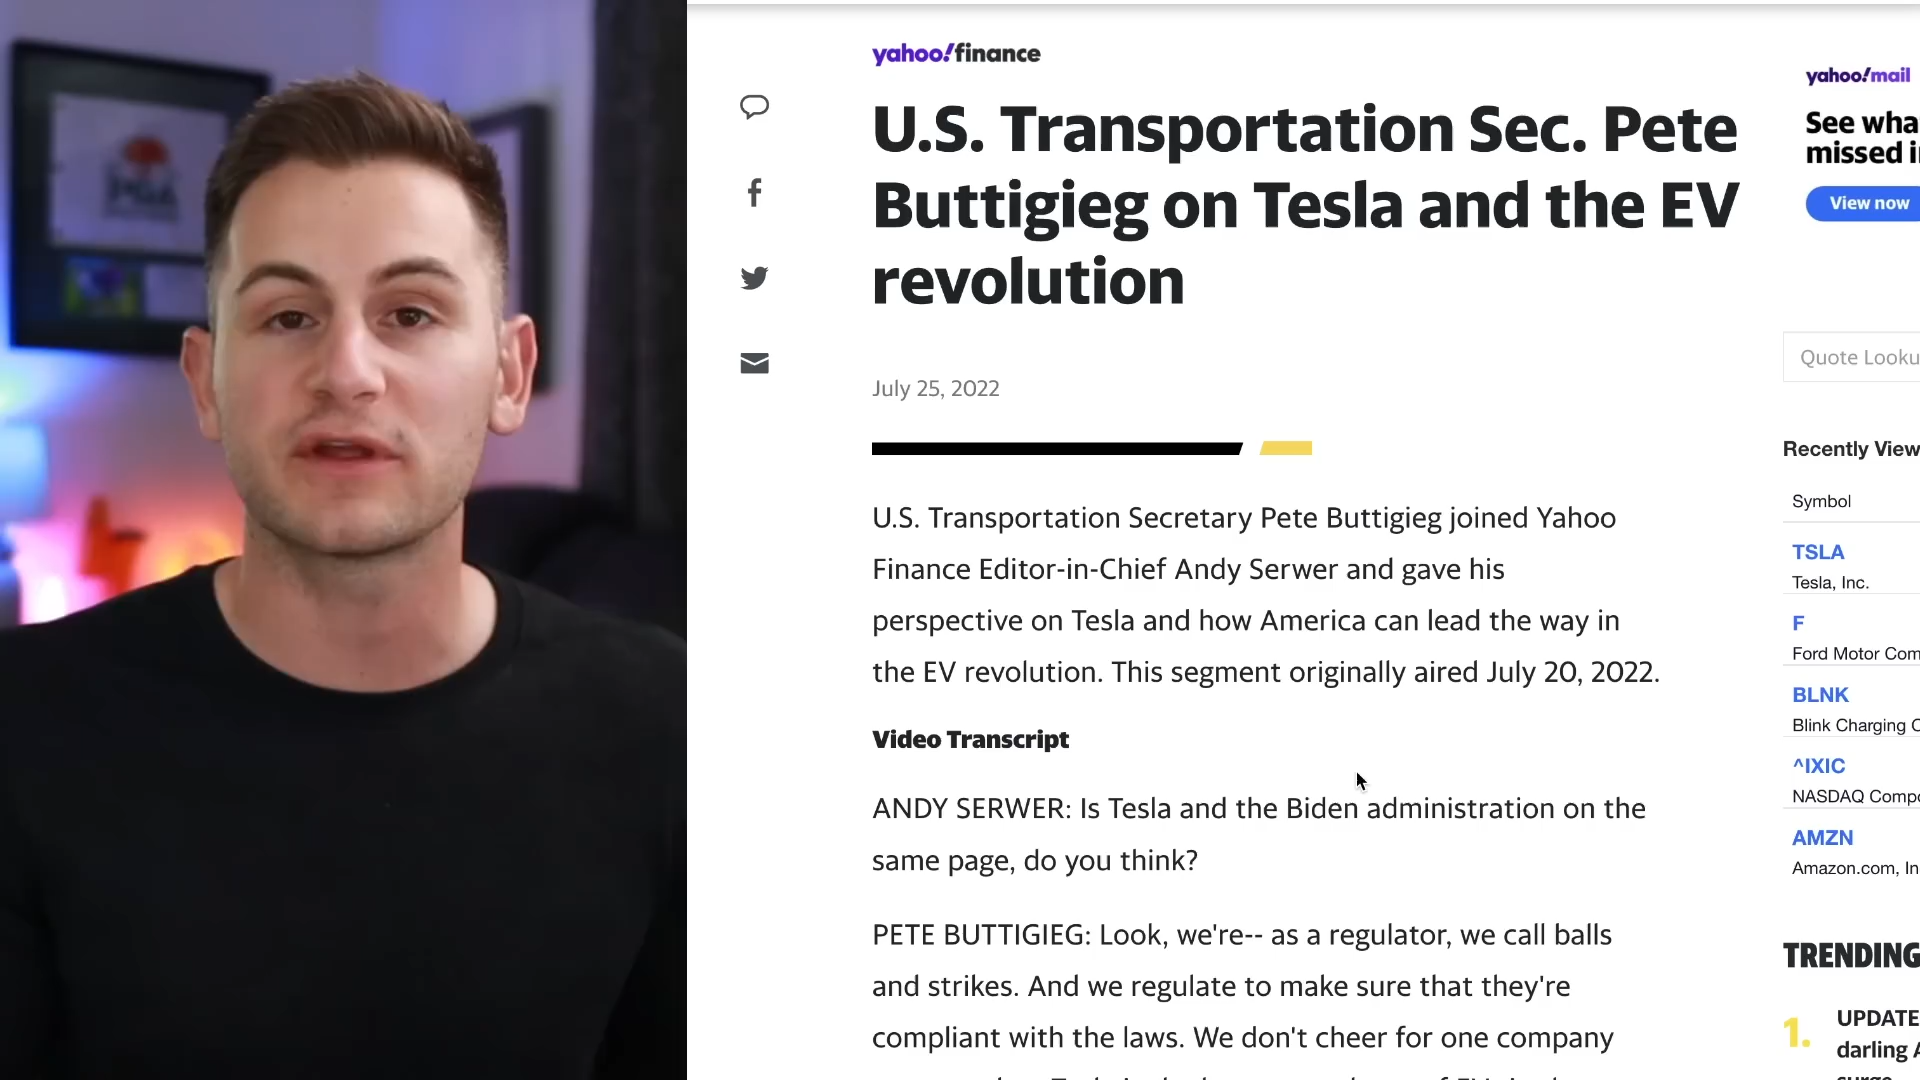 yahoo!finance
U.S. Transportation Sec. Pete
Buttigieg on Tesla and the EV
revolution
July 25, 2022
U.S. Transportation Secretary Pete Buttigieg joined Yahoo
Finance Editor-in-Chief Andy Serwer and gave his
perspective on Tesla and how America can lead the way in
the EV revolution. This segment originally aired July 20, 2022.
Video Transcript
ANDY SERWER: Is Tesla and the Biden administration on the
same page, do you think?
PETE BUTTIGIEG: Look, we're-- as a regulator, we call balls
and strikes. And we regulate to make sure that they're
compliant with the laws. We don't cheer for one company
yahoo!mail
See wha
missed i
View now
Quote Looku
Recently View
Symbol
TSLA
Tesla, Inc.
F
Ford Motor Com
BLNK
Blink Charging C
^IXIC
NASDAQ Compo
AMZN
Amazon.com, In
TRENDING
1.
UPDATE
darling A
PGA